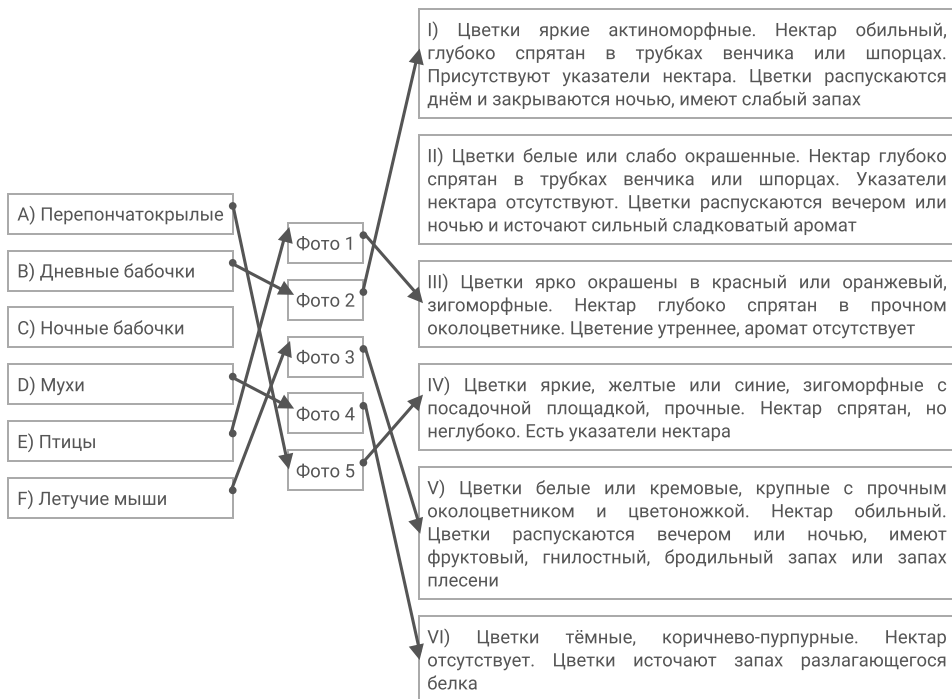 A) Перепончатокрылые
B) Дневные бабочки
C) Ночные бабочки
D) Мухи
E) Птицы
F) Летучие мыши
Фото 1
Фото 2
Фото 3
Фото 4
Фото 5
I) Цветки яркие актиноморфные. Нектар обильный,
глубоко спрятан в трубках венчика или шпорцах.
Присутствуют указатели нектара. Цветки распускаются
днём и закрываются ночью, имеют слабый запах
II) Цветки белые или слабо окрашенные. Нектар глубоко
спрятан в трубках венчика или шпорцах. Указатели
нектара отсутствуют. Цветки распускаются вечером или
ночью и источают сильный сладковатый аромат
III) Цветки ярко окрашены в красный или оранжевый,
зигоморфные. Нектар глубоко спрятан в прочном
околоцветнике. Цветение утреннее, аромат отсутствует
IV) Цветки яркие, желтые или синие, зигоморфные с
посадочной площадкой, прочные. Нектар спрятан, но
неглубоко. Есть указатели нектара
V) Цветки белые или кремовые, крупные с прочным
околоцветником и цветоножкой. Нектар обильный.
Цветки распускаются вечером или ночью, имеют
фруктовый, гнилостный, бродильный запах или запах
плесени
VI) Цветки тёмные, коричнево-пурпурные. Нектар
отсутствует. Цветки источают запах разлагающегося
белка